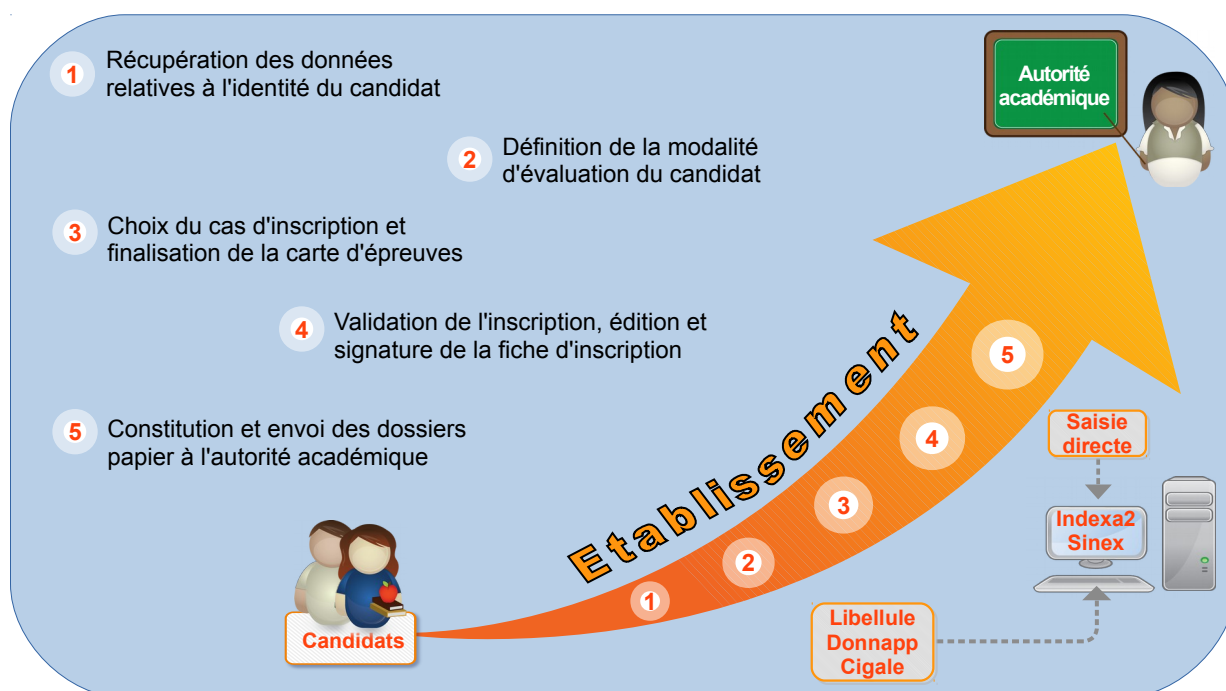 1
Récupération des données
relatives à l'identité du candidat
2
Définition de la modalité
d'évaluation du candidat
3
Choix du cas d'inscription et
finalisation de la carte d'épreuves
4
Validation de l'inscription, édition et
signature de la fiche d'inscription
5
Constitution et envoi des dossiers
papier à l'autorité académique
Autorité
académique
Etablissement
1
2
3
4
5
Candidats
Saisie
directe
Indexa2
Sinex
Libellule
Donnapp
Cigale